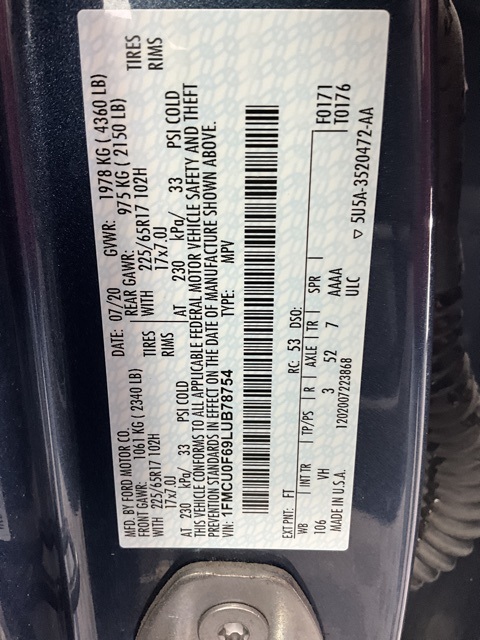 MFD. BY FORD MOTOR CO.
DATE: 07/20 GVWR: 1978 KG ( 4360 LB)
FRONT GAWR: 1061 KG ( 2340 LB) REAR GAWR: 975 KG ( 2150 LB)
WITH 225/65R17 102H TIRES WITH 225/65R17 102H TIRES
17x7.0J RIMS 17x7.0J RIMS
AT 230 kPa/ 33 PSI COLD AT 230 kPa/ 33 PSI COLD
THIS VEHICLE CONFORMS TO ALL APPLICABLE FEDERAL MOTOR VEHICLE SAFETY AND THEFT
PREVENTION STANDARDS IN EFFECT ON THE DATE OF MANUFACTURE SHOWN ABOVE.
VIN: 1FMCU0F69LUB78754 TYPE: MPV
F0171
T0176
EXT PNT: FT RC: 53 DSO:
WB INT TR TP/PS R AXLE TR SPR
106 VH 3 52 7 AAAA
MADE IN U.S.A. 1202007223868 ULC
▽ 5U5A-3520472-AA